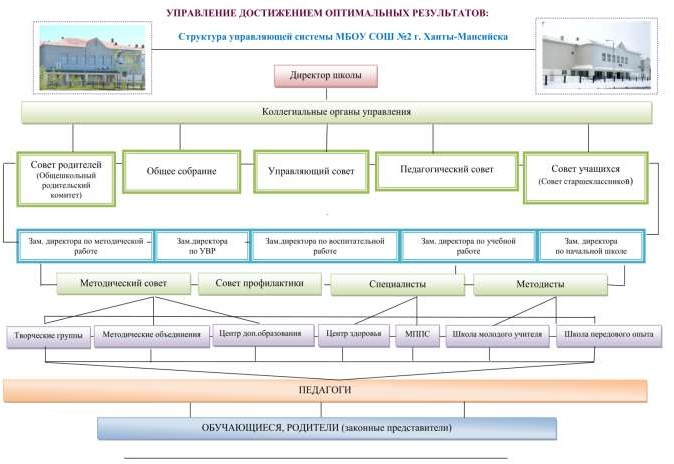 УПРАВЛЕНИЕ ДОСТИЖЕНИЕМ ОПТИМАЛЬНЫХ РЕЗУЛЬТАТОВ:
Структура управляющей системы МБОУ СОШ №2 г. Ханты-Мансийска
Директор школы
Коллегиальные органы управления
Совет родителей
(Общешкольный
родительский
комитет)
Общее собрание
Управляющий совет
Педагогический совет
Совет учащихся
(Совет старшеклассников)
Зам. директора по методической
работе
Зам.директора
по УВР
Зам.директора по воспитательной
работе
Зам. директора по учебной
работе
Зам. директора
по начальной школе
Методический совет
Совет профилактики
Специалисты
Методисты
Творческие группы
Методические объединения
Центр доп.образования
Центр здоровья
МППС
Школа молодого учителя
Школа передового опыта
ПЕДАГОГИ
ОБУЧАЮЩИЕСЯ, РОДИТЕЛИ (законные представители)